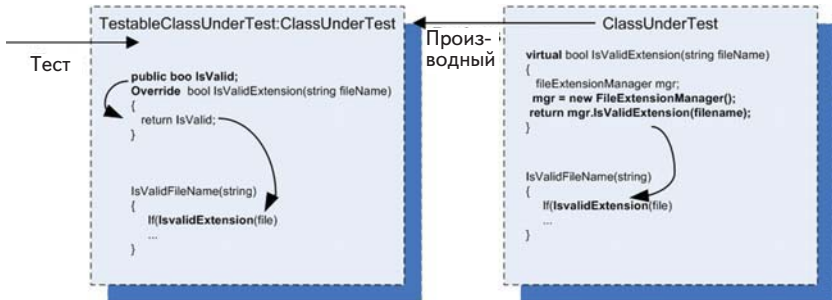 Тест
TestableClassUnderTest:ClassUnderTest
public boo IsValid;
Override bool IsValidExtension(string fileName)
{
return IsValid;
}
IsValidFileName(string)
{
If(IsvalidExtension(file)
...
}
Произ-
водный
ClassUnderTest
virtual bool IsValidExtension(string fileName)
{
fileExtensionManager mgr;
mgr = new FileExtensionManager();
return mgr.IsValidExtension(filename);
}
IsValidFileName(string)
{
If(IsvalidExtension(file)
...
}